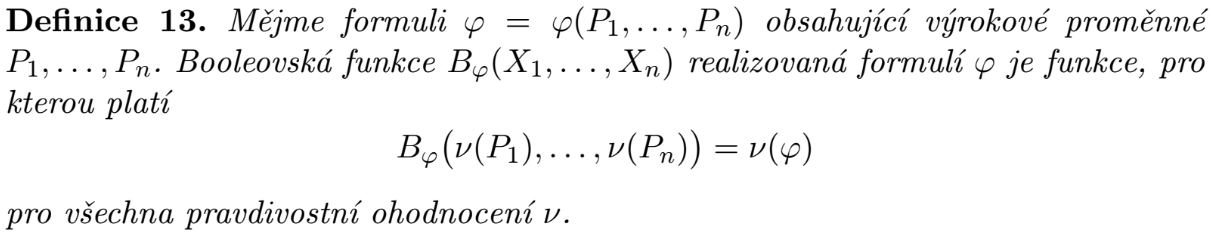 Definice 13. Mějme formuli φ = φ(P₁, . . . , Pₙ) obsahující výrokové proměnné
P₁, . . . , Pₙ. Booleovská funkce B_φ(X₁, . . . , Xₙ) realizovaná formulí φ je funkce, pro
kterou platí
B_φ(ν(P₁), . . . , ν(Pₙ)) = ν(φ)
pro všechna pravdivostní ohodnocení ν.